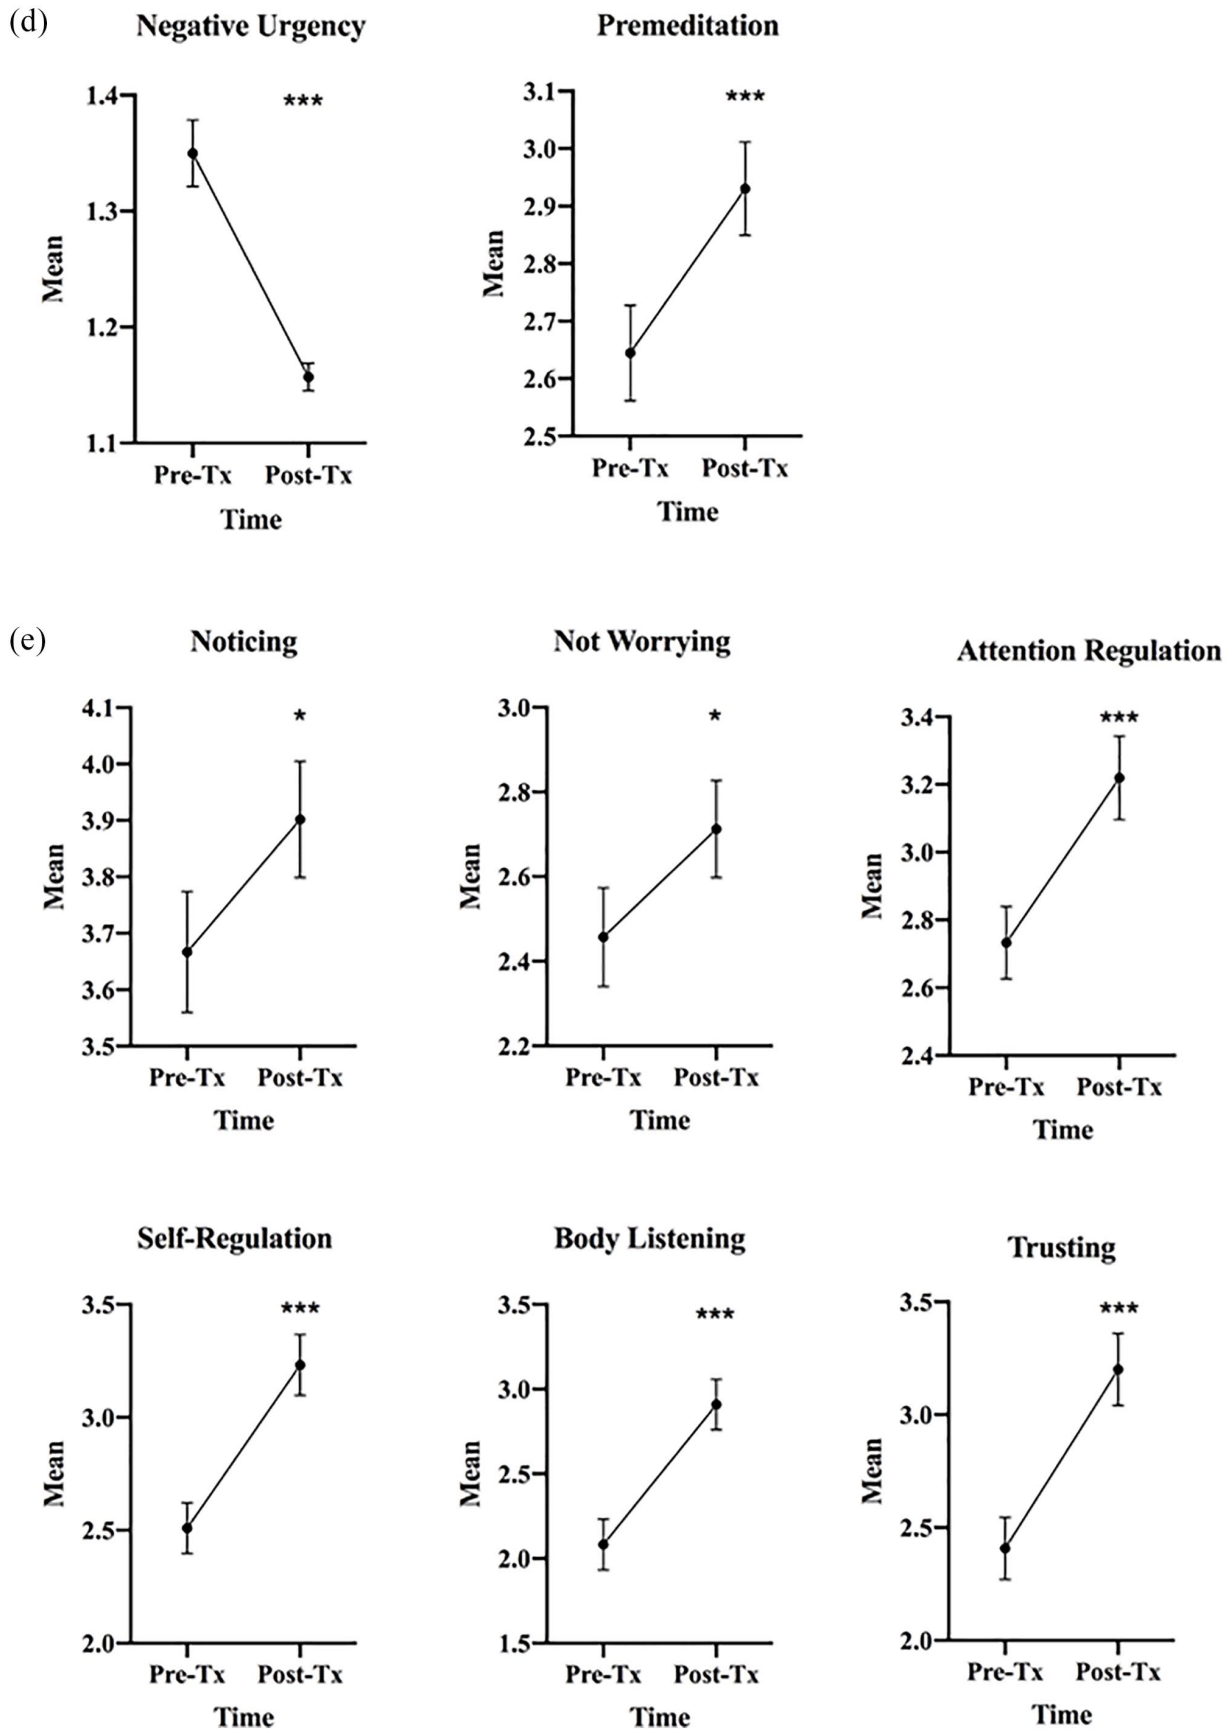 (d)
Negative Urgency
Premeditation
1.4
1.3
1.2
1.1
***
Mean
Pre-Tx Post-Tx
Time
3.1
3.0
2.9
2.8
2.7
2.6
2.5
***
Mean
Pre-Tx Post-Tx
Time
(e)
Noticing
4.1
4.0
3.9
3.8
3.7
3.6
3.5
*
Mean
Pre-Tx Post-Tx
Time
Not Worrying
3.0
2.8
2.6
2.4
2.2
*
Mean
Pre-Tx Post-Tx
Time
Attention Regulation
3.4
3.2
3.0
2.8
2.6
2.4
***
Mean
Pre-Tx Post-Tx
Time
Self-Regulation
3.5
3.0
2.5
2.0
***
Mean
Pre-Tx Post-Tx
Time
Body Listening
3.5
3.0
2.5
2.0
1.5
***
Mean
Pre-Tx Post-Tx
Time
Trusting
3.5
3.0
2.5
2.0
***
Mean
Pre-Tx Post-Tx
Time